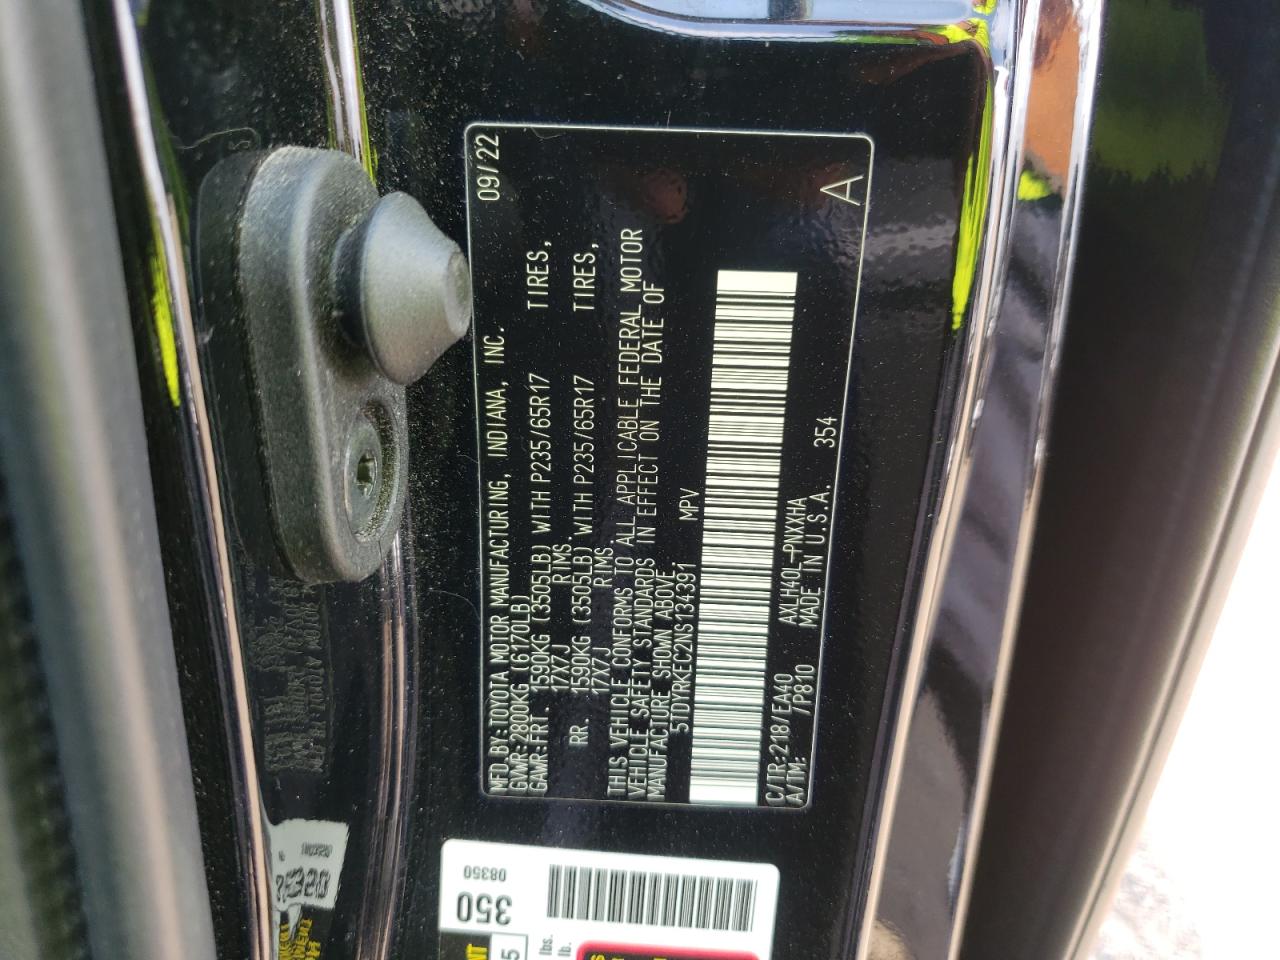 MFD.BY:TOYOTA MOTOR MANUFACTURING, INDIANA, INC. 09/22
GVWR:2800KG (6170LB)
GAWR:FRT. 1590KG (3505LB) WITH P235/65R17 TIRES,
17X7J RIMS,
RR. 1590KG (3505LB) WITH P235/65R17 TIRES,
17X7J RIMS.
THIS VEHICLE CONFORMS TO ALL APPLICABLE FEDERAL MOTOR
VEHICLE SAFETY STANDARDS IN EFFECT ON THE DATE OF
MANUFACTURE SHOWN ABOVE.
5TDYRKEC2NS134391 MPV
C/TR:218/EA40 AXLH40L-PNXXHA
A/TM: /P810 MADE IN U.S.A. 354 A
08350
350
lbs.
lb.